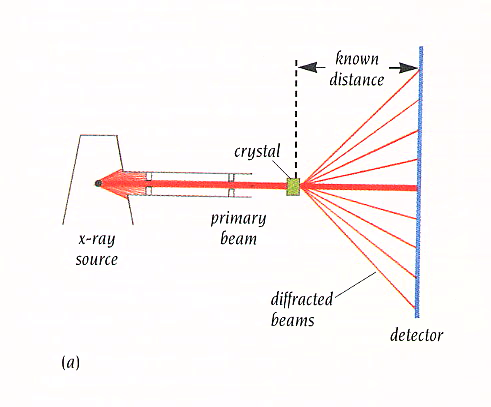 known
distance
crystal
primary
beam
x-ray
source
diffracted
beams
detector
(a)